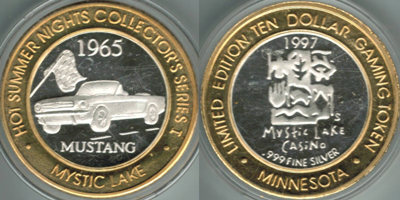 HOT SUMMER NIGHTS COLLECTOR'S SERIES I
1965
MUSTANG
MYSTIC LAKE
LIMITED EDITION TEN DOLLAR GAMING TOKEN
1997
MYSTIC LAKE
CASINO
.999 FINE SILVER
MINNESOTA